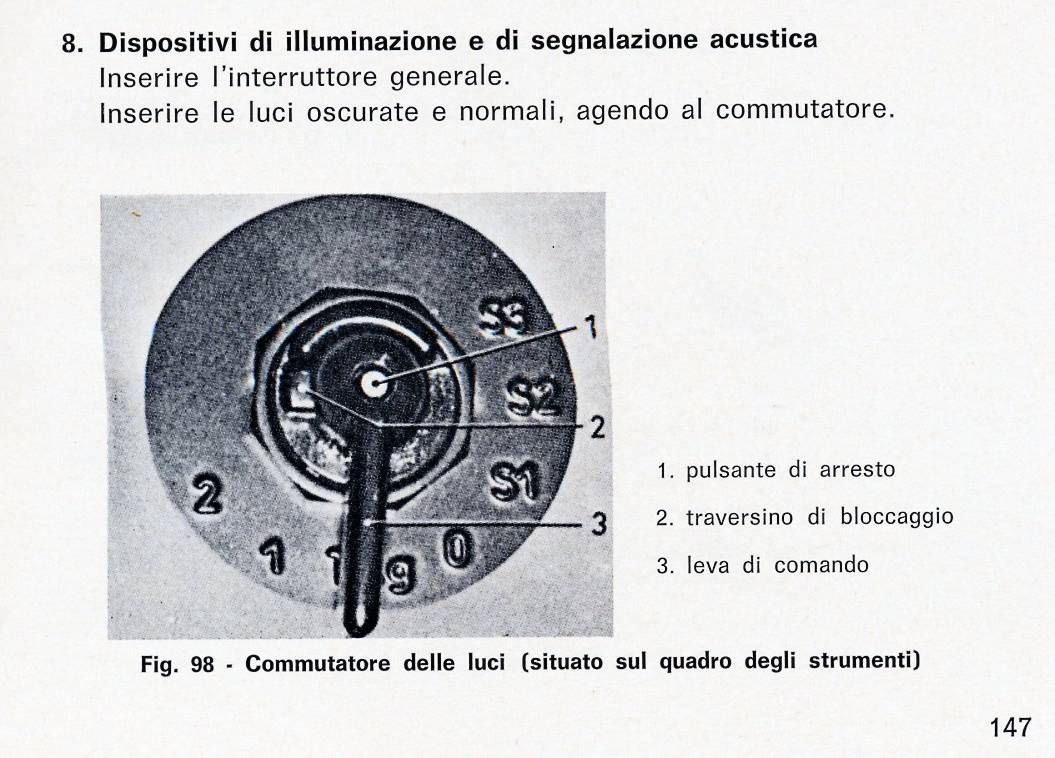 8. Dispositivi di illuminazione e di segnalazione acustica
Inserire l'interruttore generale.
Inserire le luci oscurate e normali, agendo al commutatore.
S3
1
S2
2
S1
2
3
0
1
1. pulsante di arresto
2. traversino di bloccaggio
3. leva di comando
Fig. 98 - Commutatore delle luci (situato sul quadro degli strumenti)
147